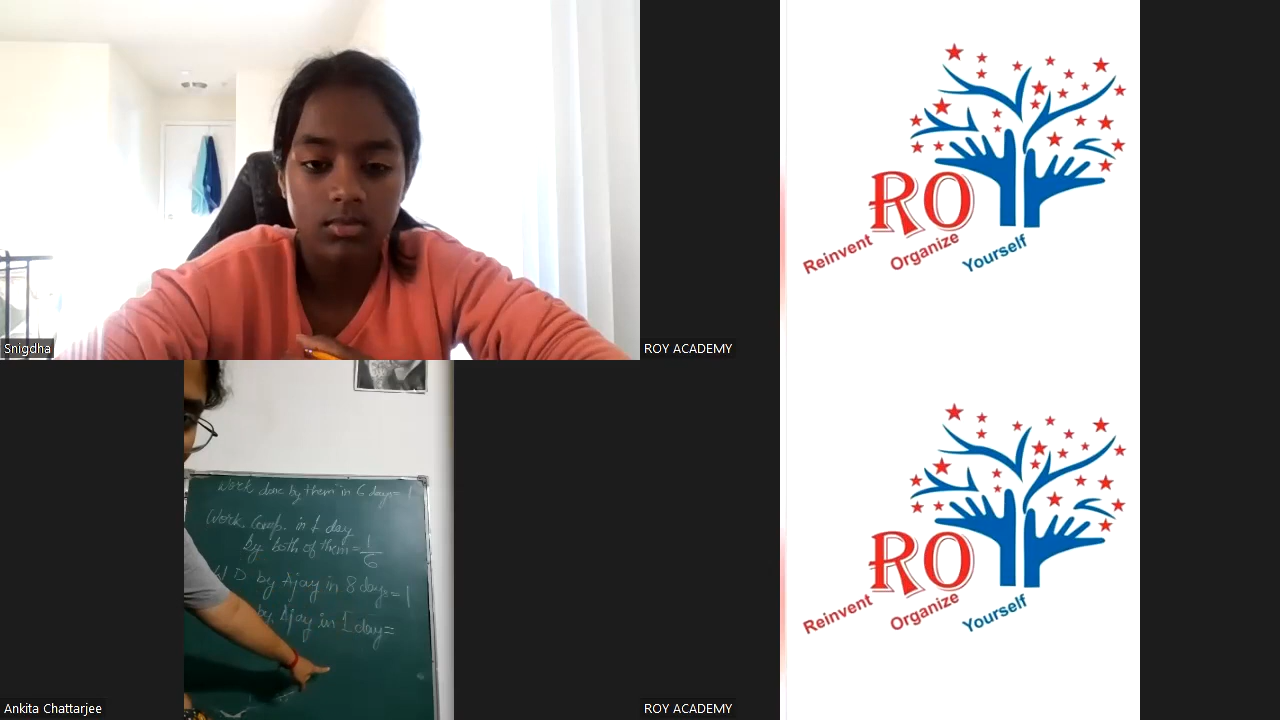 Snigdha
ROY ACADEMY
RO
Reinvent
Organize
Yourself
Work done by them in 6 days = 1
Work Comp. in 1 day
by both of them = 1/6
W D by Ajay in 8 days = 1
by Ajay in 1 day =
Ankita Chattarjee
ROY ACADEMY
RO
Reinvent
Organize
Yourself